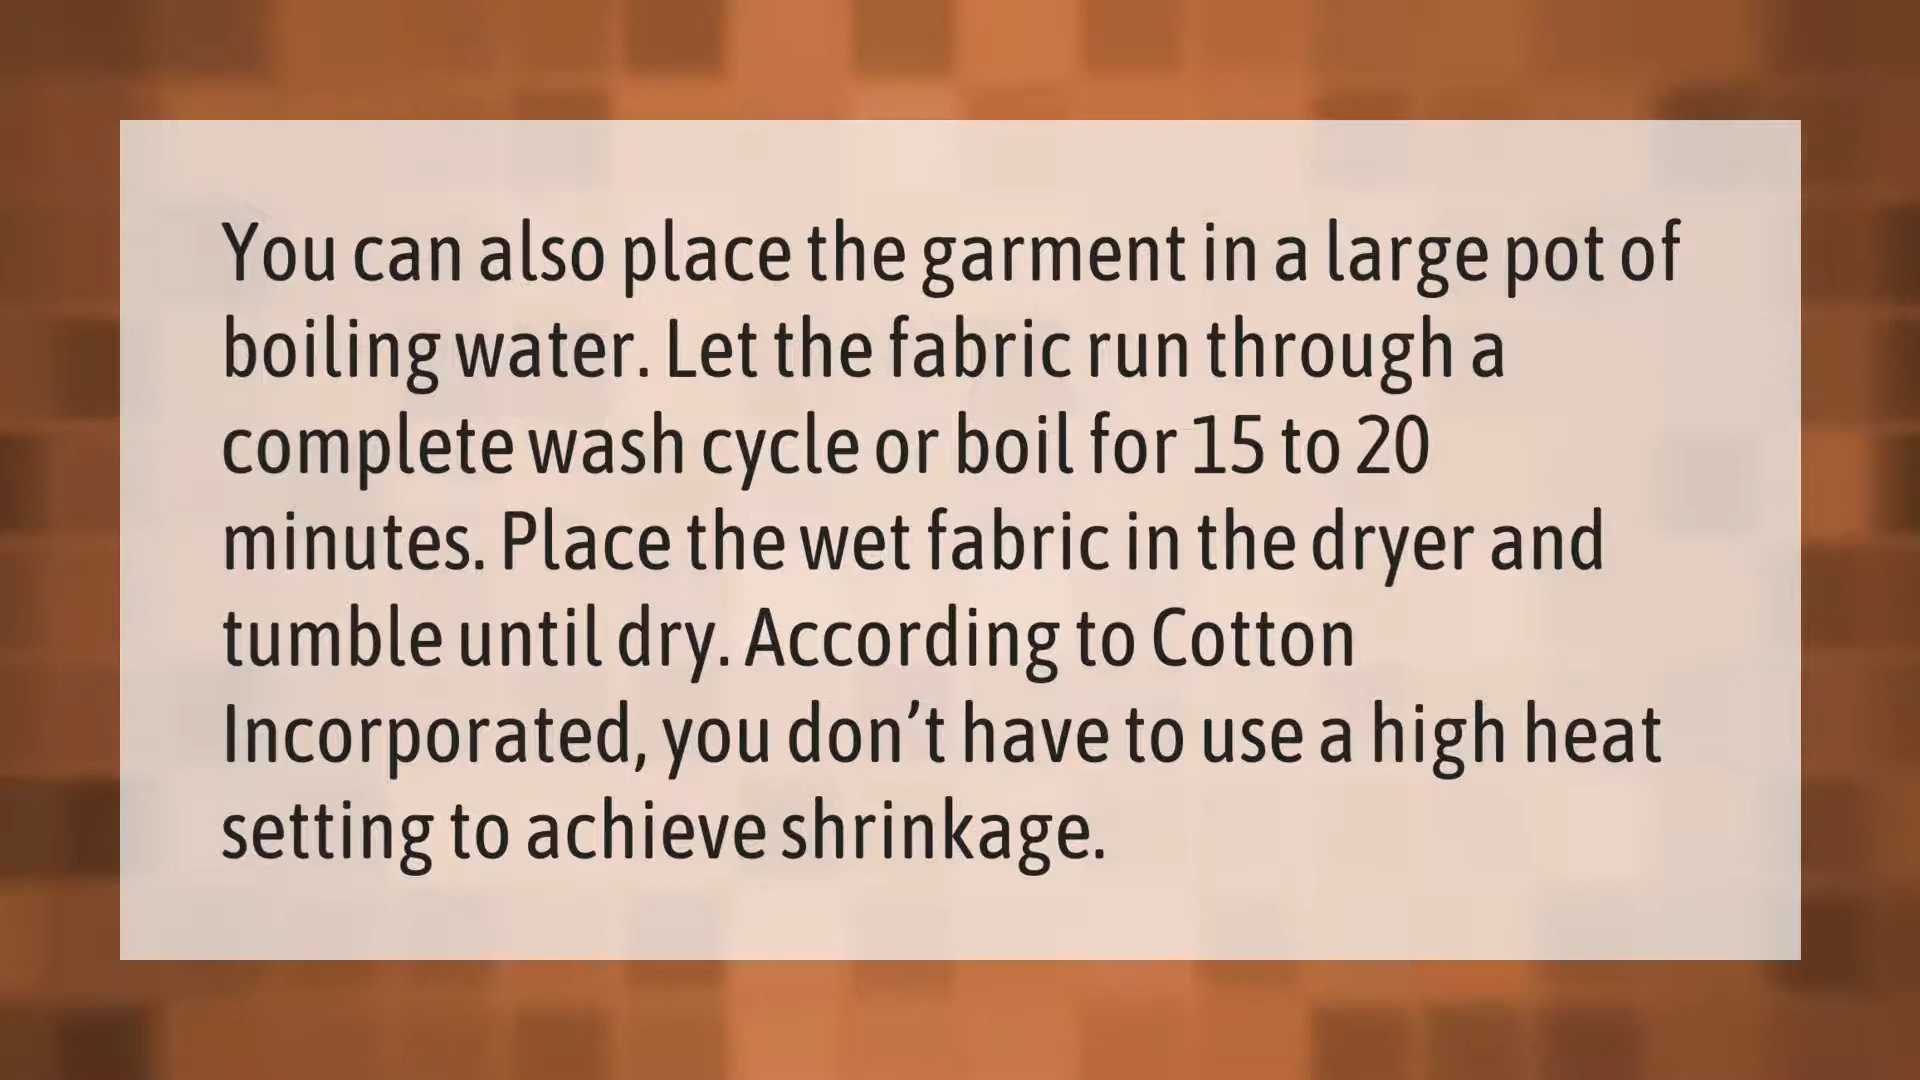 You can also place the garment in a large pot of
boiling water. Let the fabric run through a
complete wash cycle or boil for 15 to 20
minutes. Place the wet fabric in the dryer and
tumble until dry. According to Cotton
Incorporated, you don’t have to use a high heat
setting to achieve shrinkage.